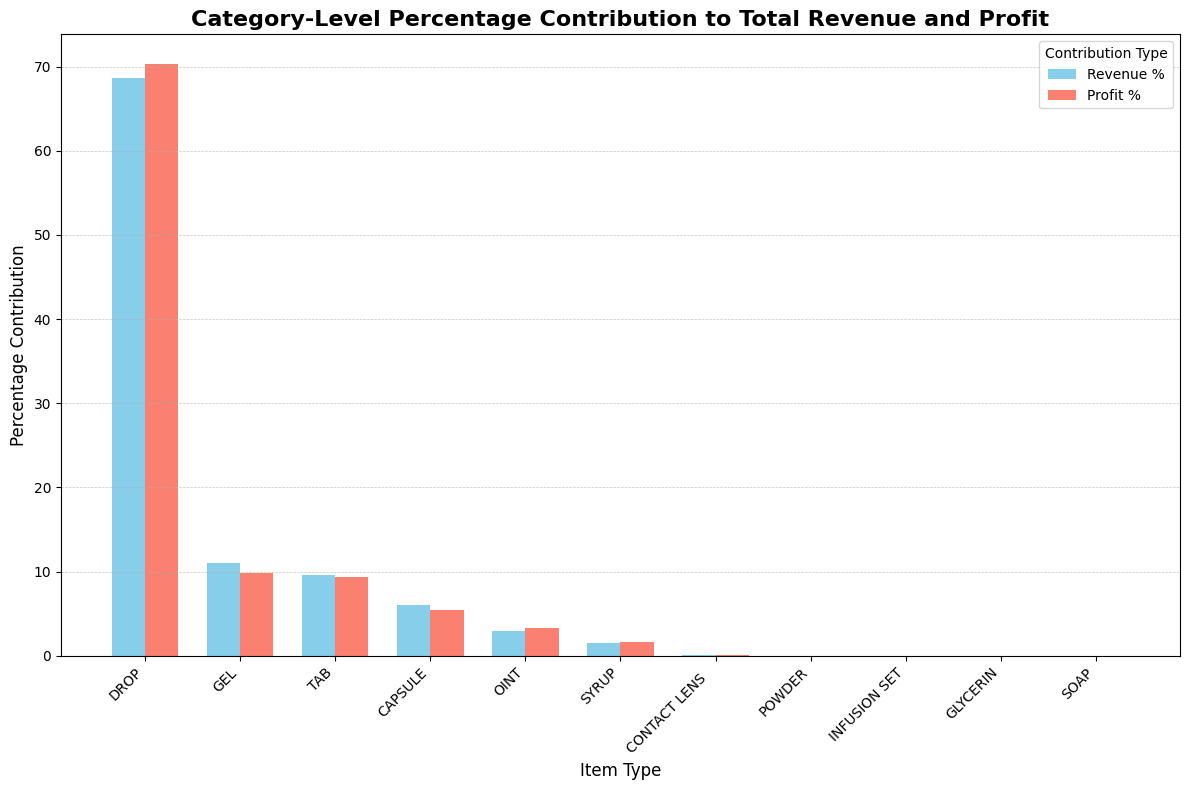 Category-Level Percentage Contribution to Total Revenue and Profit
Contribution Type
Revenue %
Profit %
Percentage Contribution
70
60
50
40
30
20
10
0
DROP
GEL
TAB
CAPSULE
OINT
SYRUP
CONTACT LENS
POWDER
INFUSION SET
GLYCERIN
SOAP
Item Type